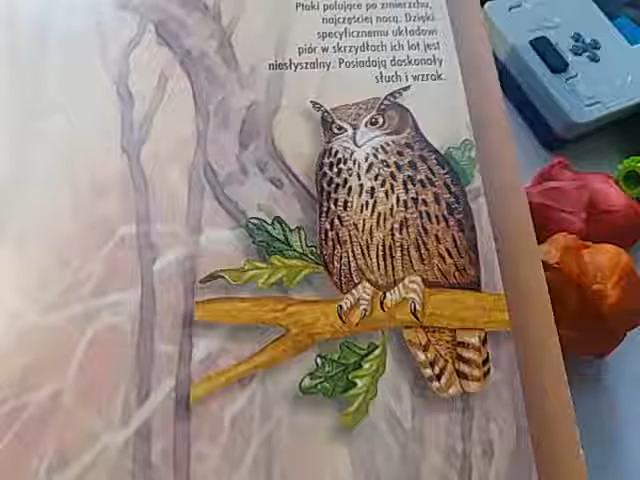 Ptaki polujące po zmierzchu,
najczęściej nocą. Dzięki
specyficznemu układowi
piór w skrzydłach ich lot jest
niesłyszalny. Posiadają doskonały
słuch i wzrok.